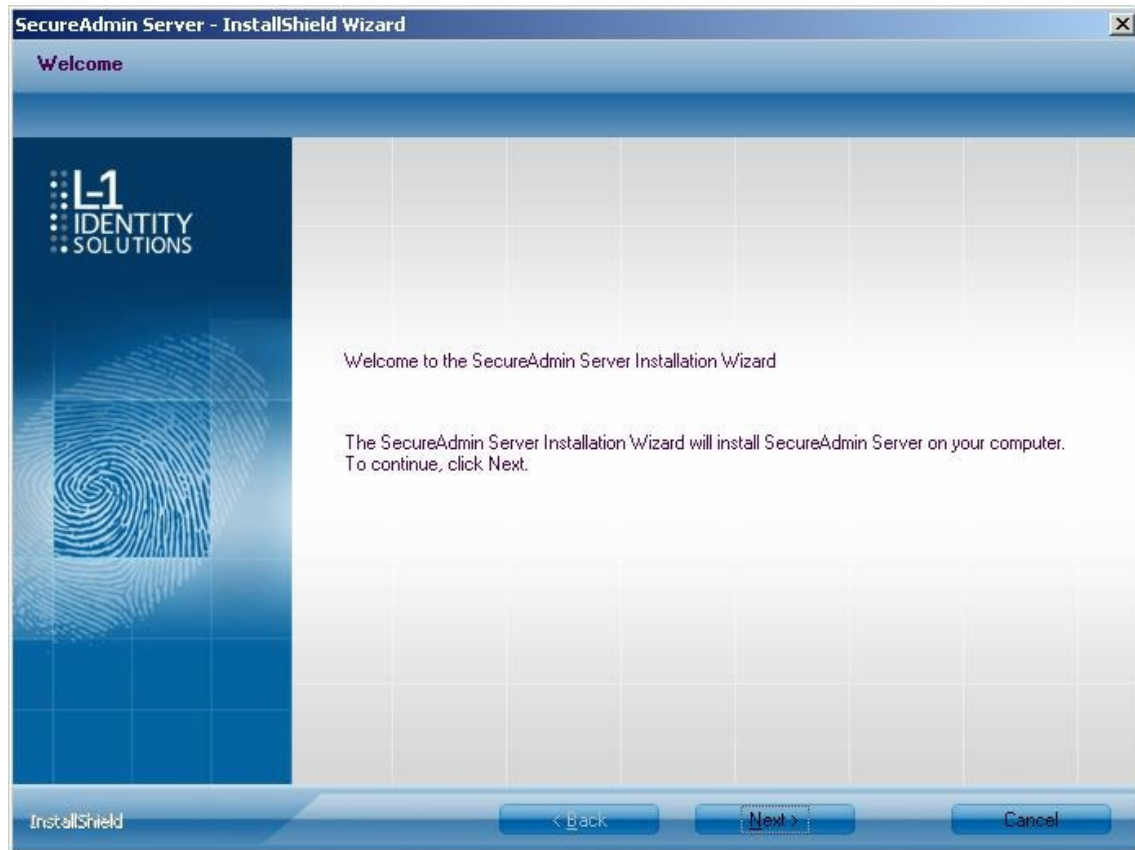 SecureAdmin Server - InstallShield Wizard
Welcome
L-1
IDENTITY
SOLUTIONS
Welcome to the SecureAdmin Server Installation Wizard
The SecureAdmin Server Installation Wizard will install SecureAdmin Server on your computer.
To continue, click Next.
InstallShield
< Back
Next >
Cancel